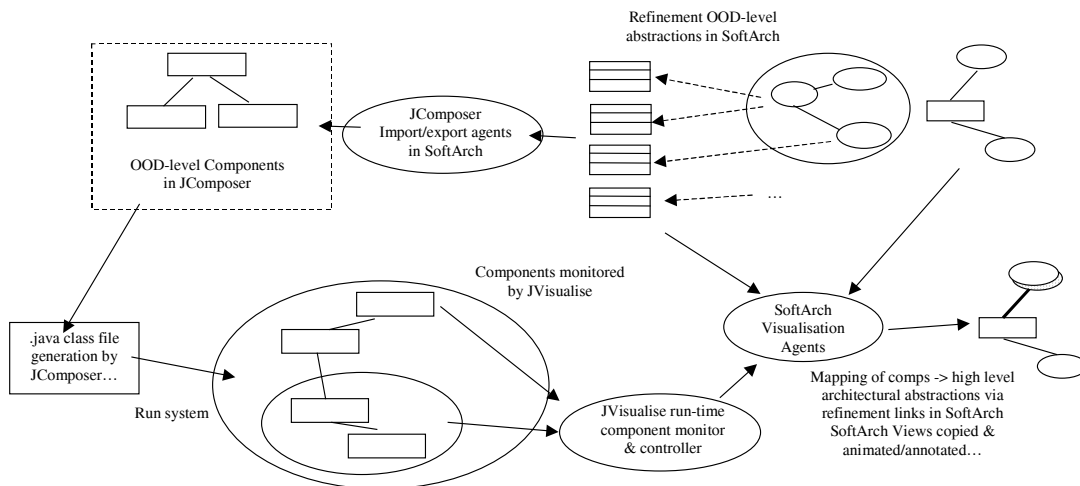 Refinement OOD-level
abstractions in SoftArch
JComposer
Import/export agents
in SoftArch
OOD-level Components
in JComposer
…
Components monitored
by JVisualise
SoftArch
Visualisation
Agents
.java class file
generation by
JComposer…
Run system
JVisualise run-time
component monitor
& controller
Mapping of comps -> high level
architectural abstractions via
refinement links in SoftArch
SoftArch Views copied &
animated/annotated…